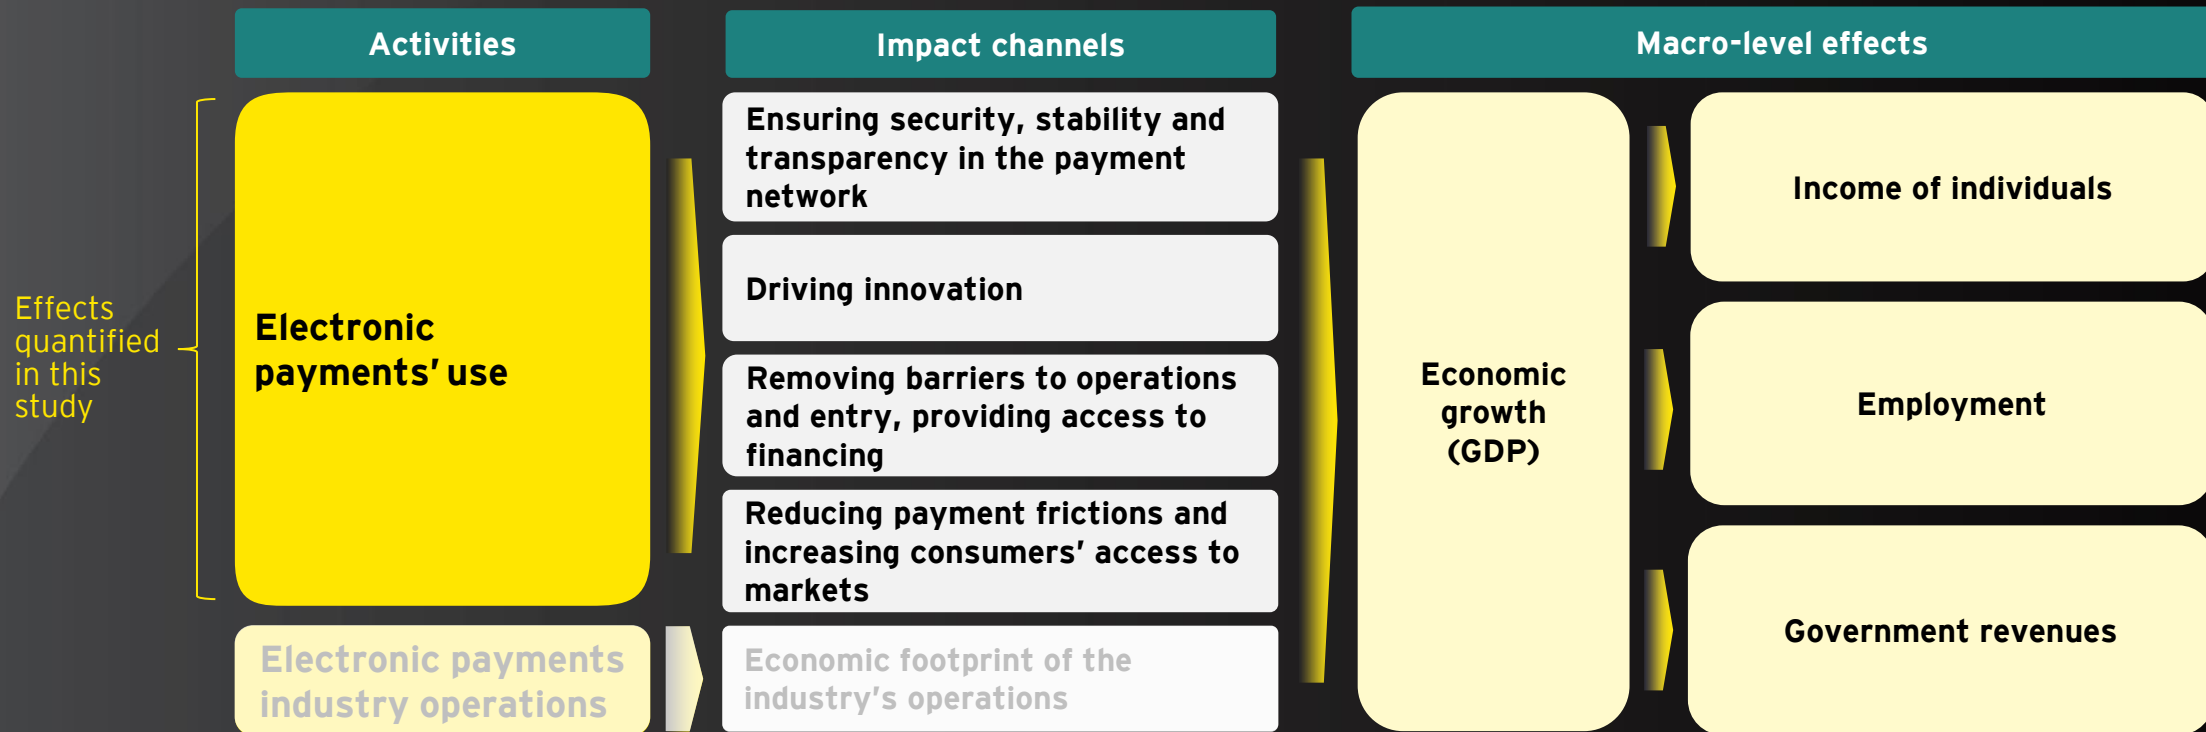 Activities
Impact channels
Macro-level effects
Effects
quantified
in this
study
Electronic
payments’ use
Ensuring security, stability and
transparency in the payment
network
Driving innovation
Removing barriers to operations
and entry, providing access to
financing
Reducing payment frictions and
increasing consumers’ access to
markets
Electronic payments
industry operations
Economic footprint of the
industry’s operations
Economic
growth
(GDP)
Income of individuals
Employment
Government revenues